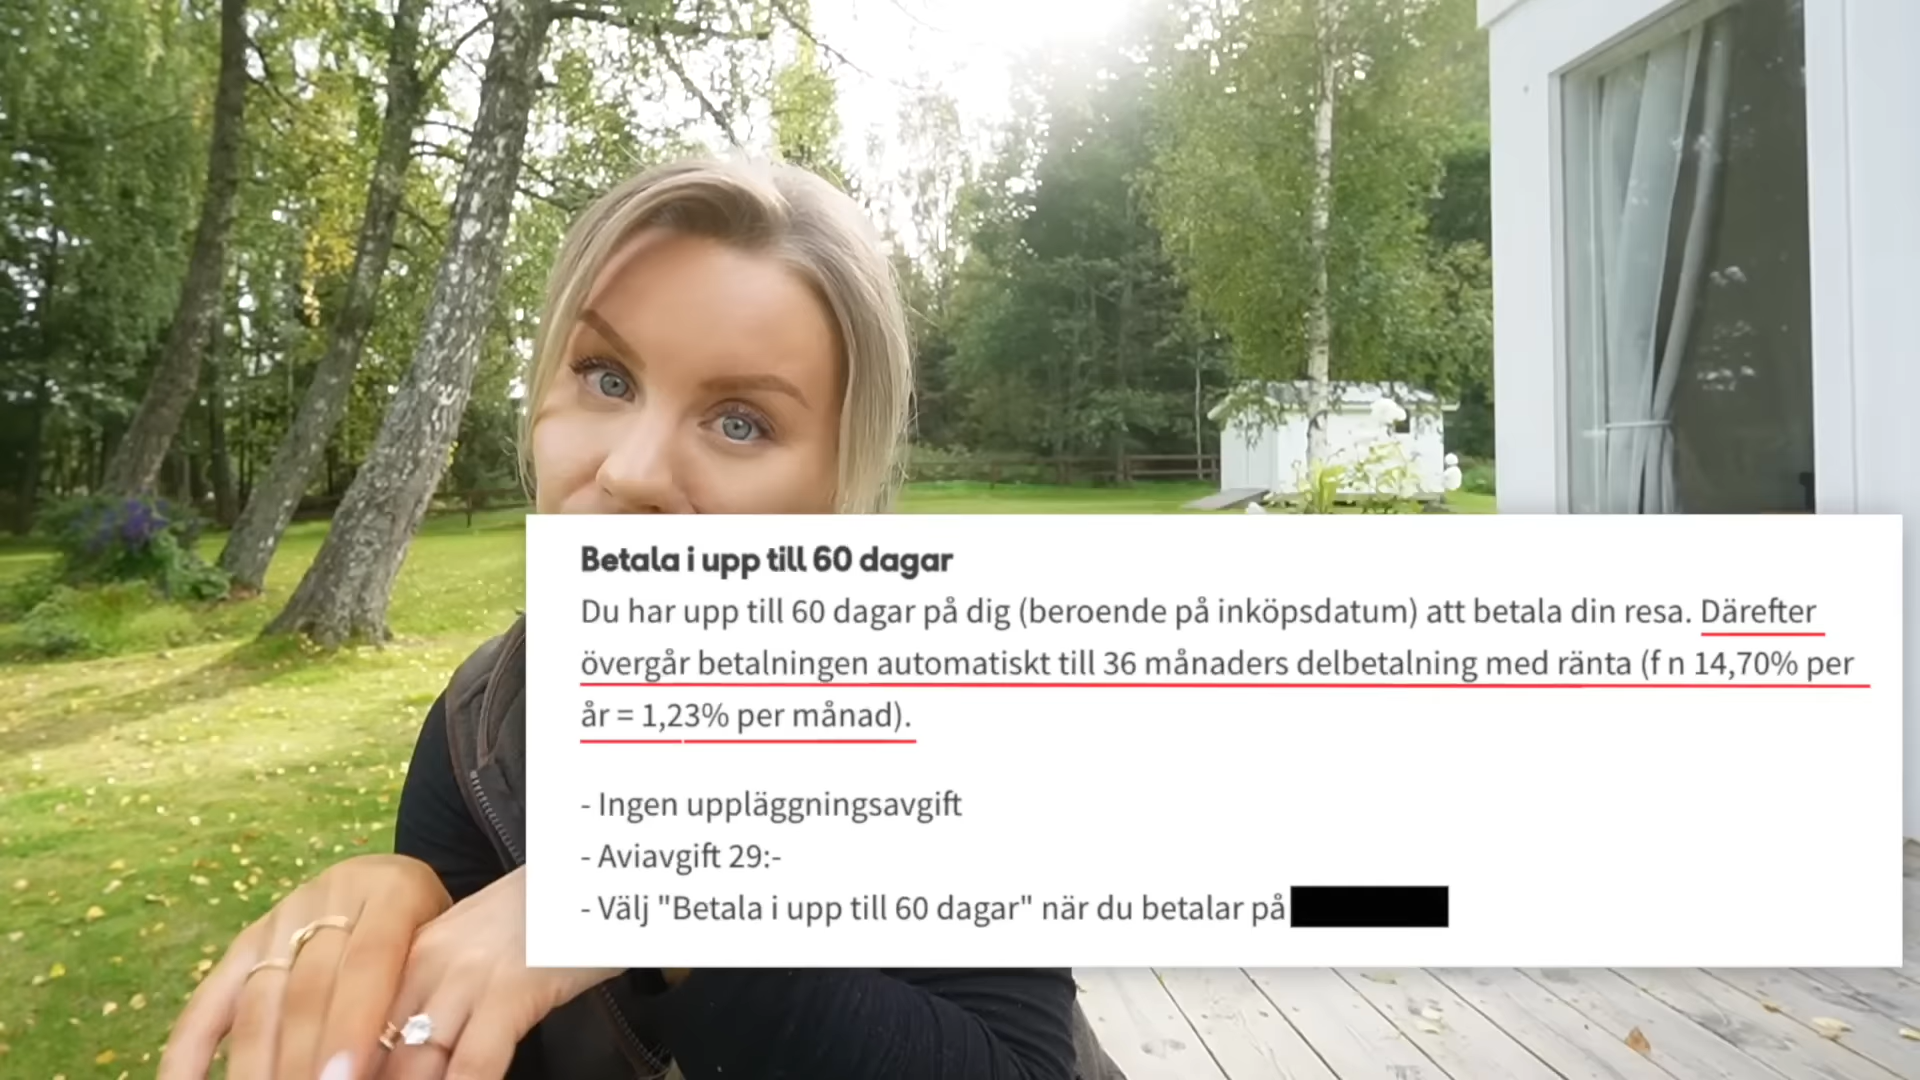 Betala i upp till 60 dagar
Du har upp till 60 dagar på dig (beroende på inköpsdatum) att betala din resa. Därefter
övergår betalningen automatiskt till 36 månaders delbetalning med ränta (f n 14,70% per
år = 1,23% per månad).
- Ingen uppläggningsavgift
- Aviavgift 29:-
- Välj "Betala i upp till 60 dagar" när du betalar på